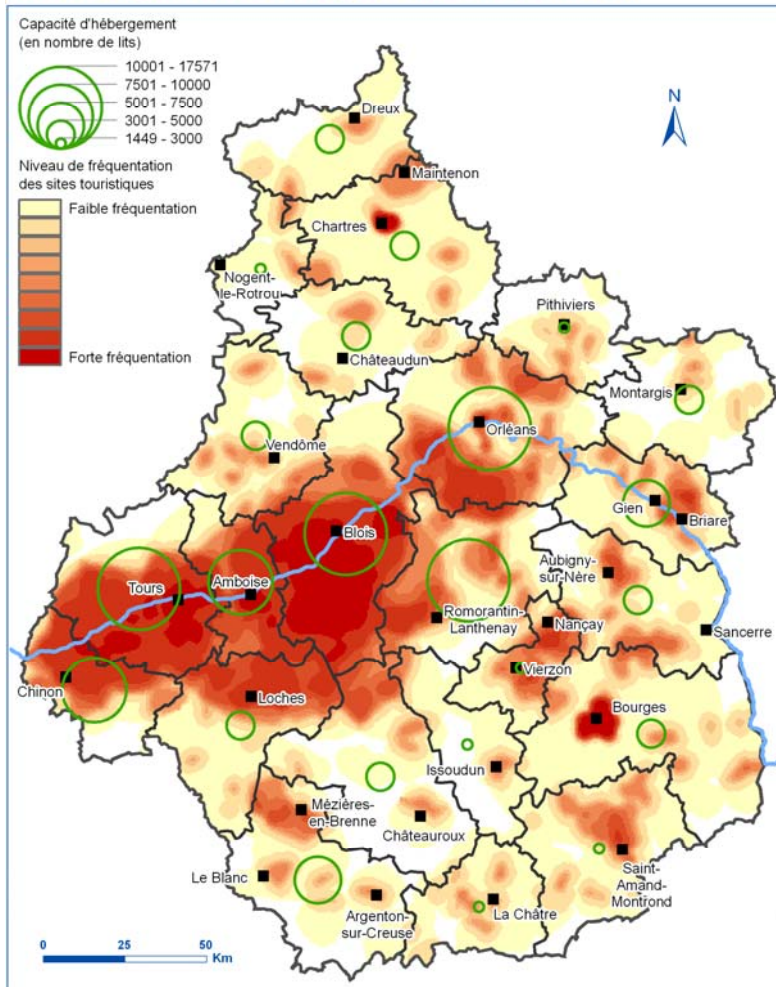 Capacité d'hébergement
(en nombre de lits)
10001 - 17571
7501 - 10000
5001 - 7500
3001 - 5000
1449 - 3000
Niveau de fréquentation
des sites touristiques
Faible fréquentation
Forte fréquentation
N
Dreux
Maintenon
Chartres
Nogent-
le-Rotrou
Pithiviers
Châteaudun
Montargis
Orléans
Vendôme
Gien
Briare
Blois
Aubigny-
sur-Nère
Tours
Amboise
Romorantin-
Lanthenay
Nançay
Sancerre
Vierzon
Chinon
Loches
Bourges
Issoudun
Mézières-
en-Brenne
Châteauroux
Le Blanc
Argenton-
sur-Creuse
La Châtre
Saint-
Amand-
Montrond
0 25 50
Km